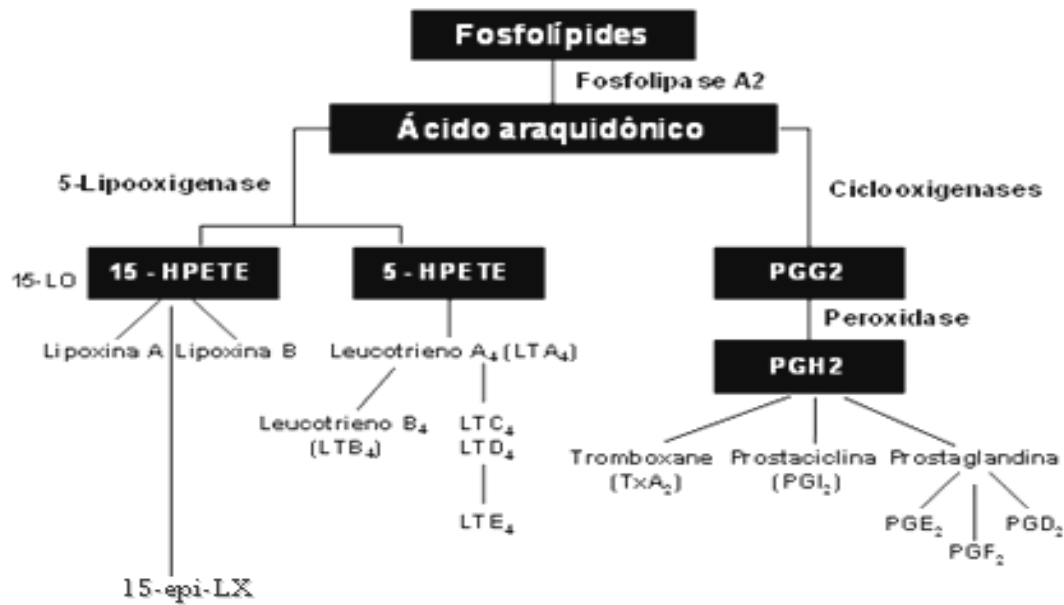 Fosfolípides
Fosfolipase A2
Ácido araquidônico
5-Lipooxigenase
Ciclooxigenases
15-LO
15 - HPETE
5 - HPETE
PGG2
Peroxidase
Lipoxina A
Lipoxina B
Leucotrieno A₄ (LTA₄)
PGH2
Leucotrieno B₄
(LTB₄)
LTC₄
LTD₄
LTE₄
Tromboxane
(TxA₂)
Prostaciclina
(PGI₂)
Prostaglandina
PGE₂
PGF₂
PGD₂
15-epi-LX